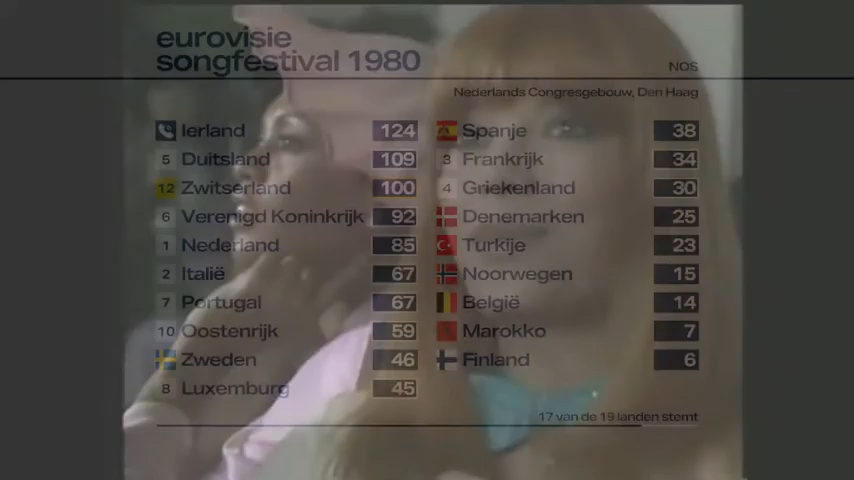 eurovisie
songfestival 1980
NOS
Nederlands Congresgebouw, Den Haag
Ierland 124
5 Duitsland 109
12 Zwitserland 100
6 Verenigd Koninkrijk 92
1 Nederland 85
2 Italië 67
7 Portugal 67
10 Oostenrijk 59
Zweden 46
8 Luxemburg 45
Spanje 38
3 Frankrijk 34
4 Griekenland 30
Denemarken 25
Turkije 23
Noorwegen 15
België 14
Marokko 7
Finland 6
17 van de 19 landen stemt